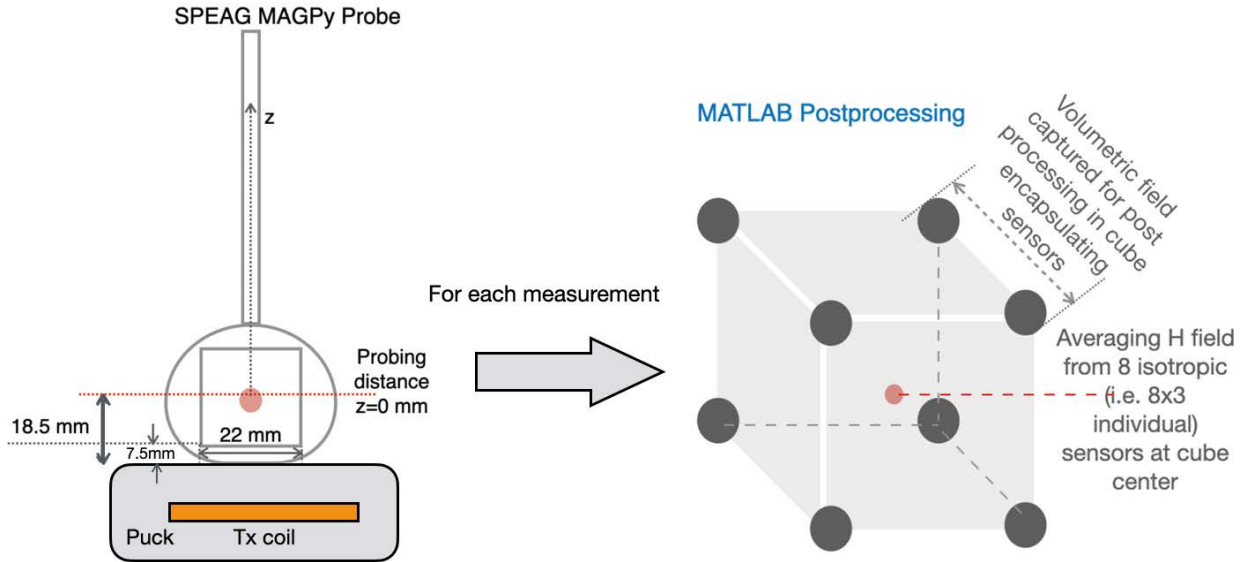 SPEAG MAGPy Probe
z
Probing
distance
z=0 mm
18.5 mm
7.5mm
22 mm
Puck
Tx coil
For each measurement
MATLAB Postprocessing
Volumetric field
captured for post
processing in cube
encapsulating
sensors
Averaging H field
from 8 isotropic
(i.e. 8x3
individual)
sensors at cube
center